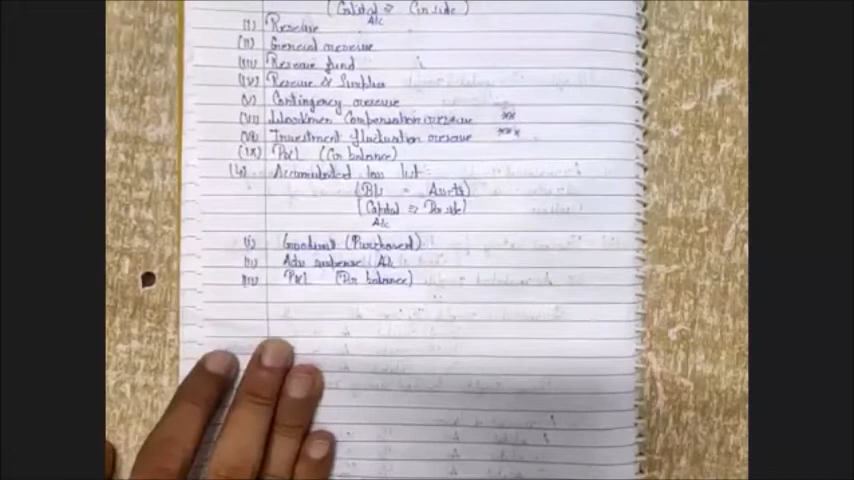 [Capital ⇒ Cr side]
A/c
(i) Reserve
(ii) General reserve
(iii) Reserve fund
(iv) Reserve & Surplus
(v) Contingency reserve
(vi) Workmen Compensation reserve **
(vii) Investment fluctuation reserve ***
(ix) P&L (Cr balance)
Accumulated loss list :-
(B/S - Assets)
[Capital ⇒ Dr side]
A/c
(i) Goodwill (Purchased)
(ii) Adv suspense A/c
(iii) P&L (Dr balance)